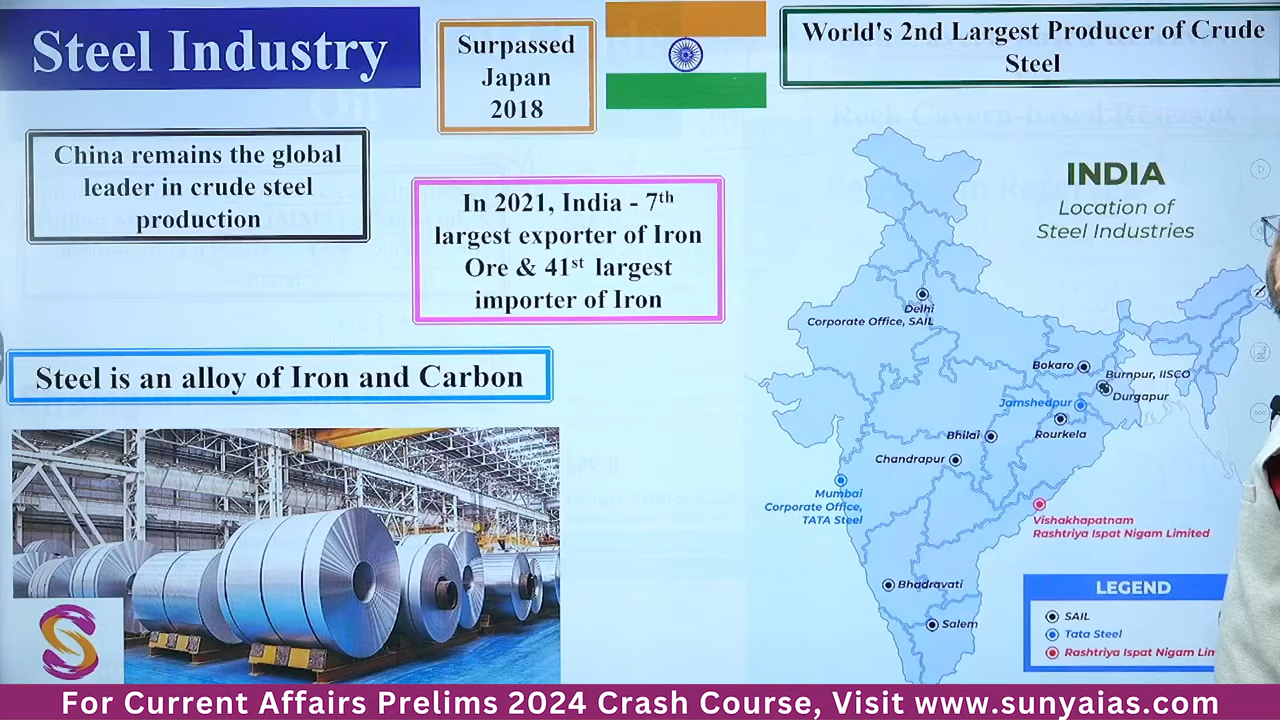 Steel Industry
Surpassed
Japan
2018
World's 2nd Largest Producer of Crude
Steel
China remains the global
leader in crude steel
production
In 2021, India - 7th
largest exporter of Iron
Ore & 41st largest
importer of Iron
Steel is an alloy of Iron and Carbon
INDIA
Location of
Steel Industries
Delhi
Corporate Office, SAIL
Bokaro
Burnpur, IISCO
Durgapur
Jamshedpur
Rourkela
Bhilai
Chandrapur
Mumbai
Corporate Office,
TATA Steel
Vishakhapatnam
Rashtriya Ispat Nigam Limited
Bhadravati
Salem
LEGEND
SAIL
Tata Steel
Rashtriya Ispat Nigam Lim
For Current Affairs Prelims 2024 Crash Course, Visit www.sunyaias.com